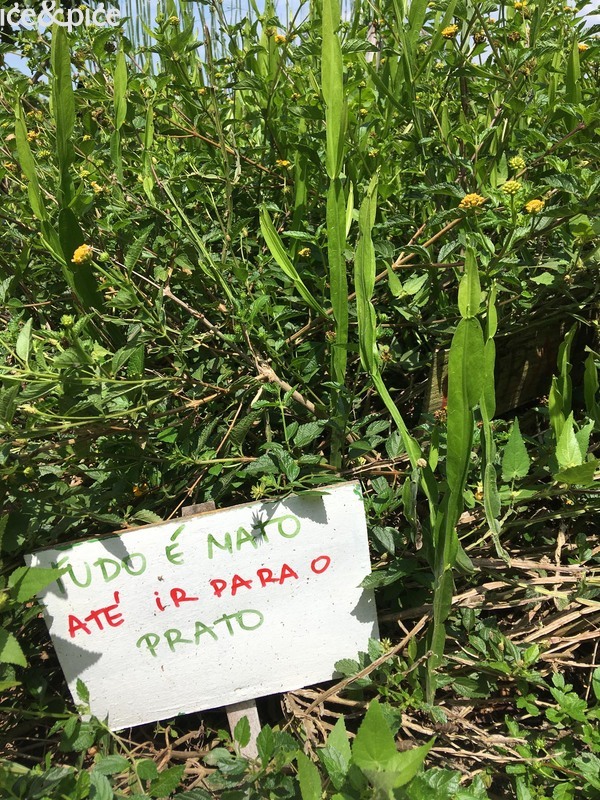 ice&spice
TUDO É MATO
ATÉ iR PARA O
PRATO